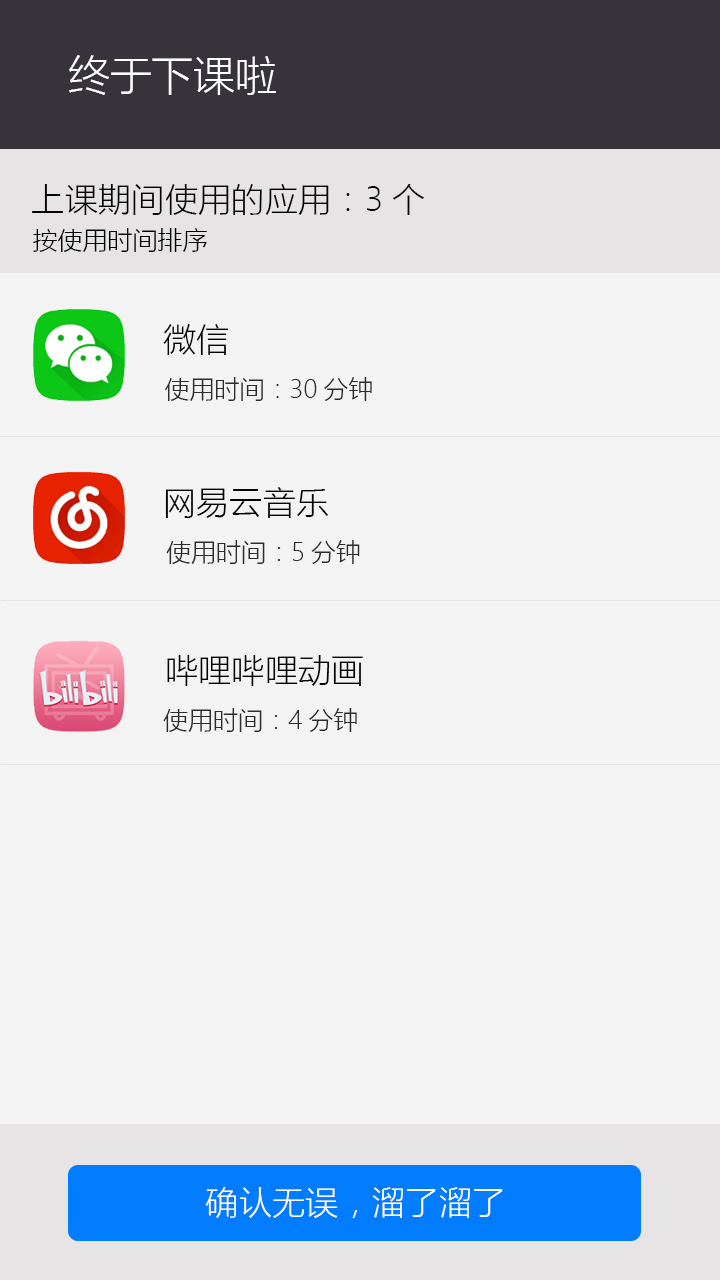 终于下课啦
上课期间使用的应用：3 个
按使用时间排序
微信
使用时间：30 分钟
网易云音乐
使用时间：5 分钟
bilibili
哔哩哔哩动画
使用时间：4 分钟
确认无误，溜了溜了